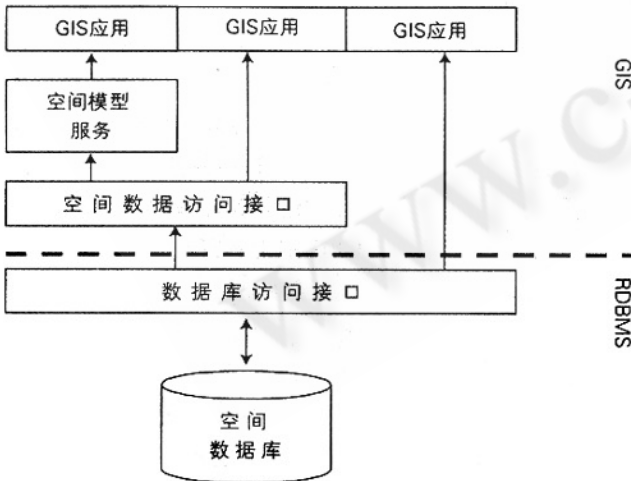 GIS应用 GIS应用 GIS应用
空间模型
服务
空间数据访问接口
数据库访问接口
空间
数据库
GIS
RDBMS
www.c